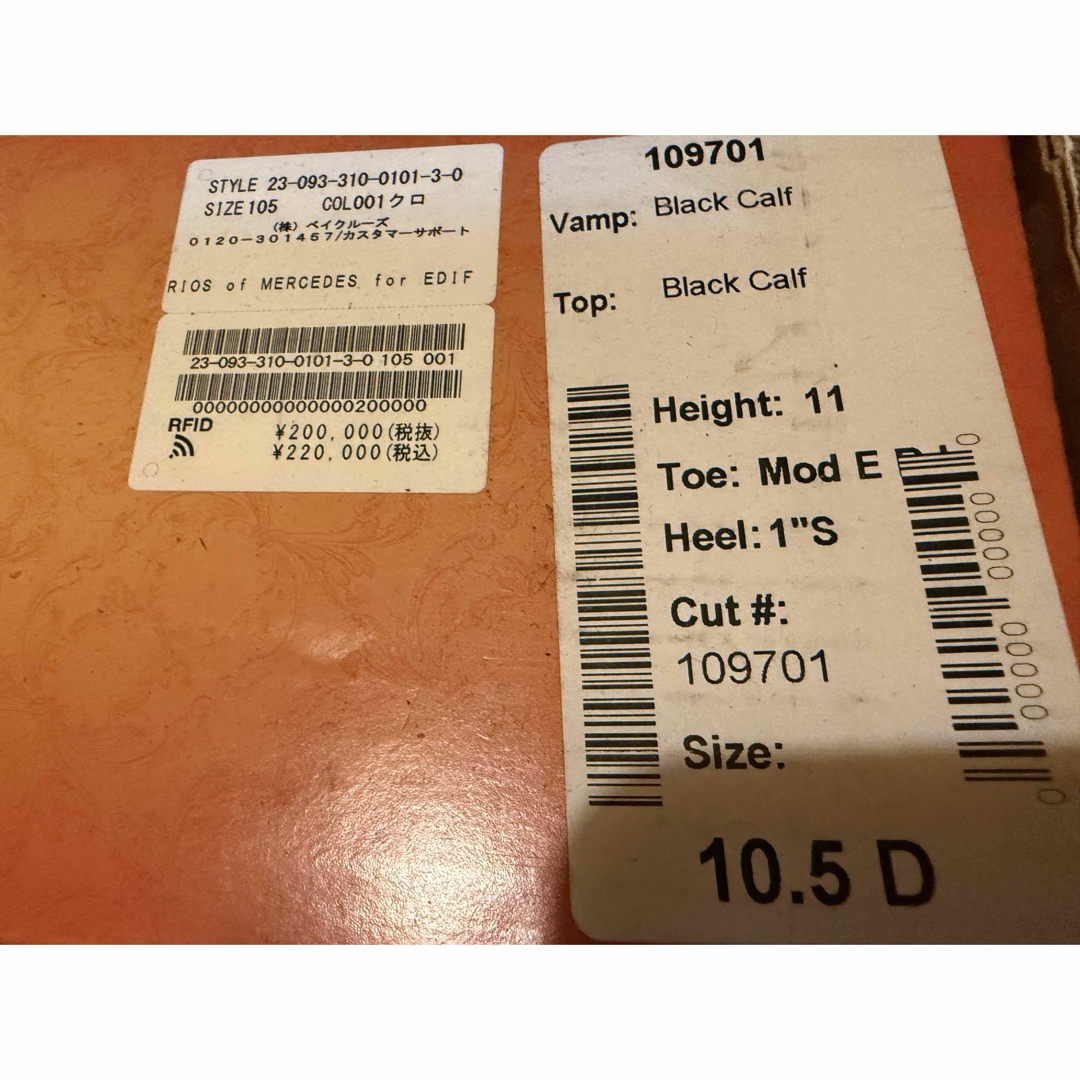 STYLE 23-093-310-0101-3-0
SIZE105 COL001クロ
(株) ベイクルーズ
0120-301457/カスタマーサポート
RIOS of MERCEDES for EDIF
23-093-310-0101-3-0 105 001
00000000000000200000
RFID
¥200,000(税抜)
¥220,000(税込)
109701
Vamp: Black Calf
Top: Black Calf
Height: 11
Toe: Mod E
Heel: 1"S
Cut #:
109701
Size:
10.5 D